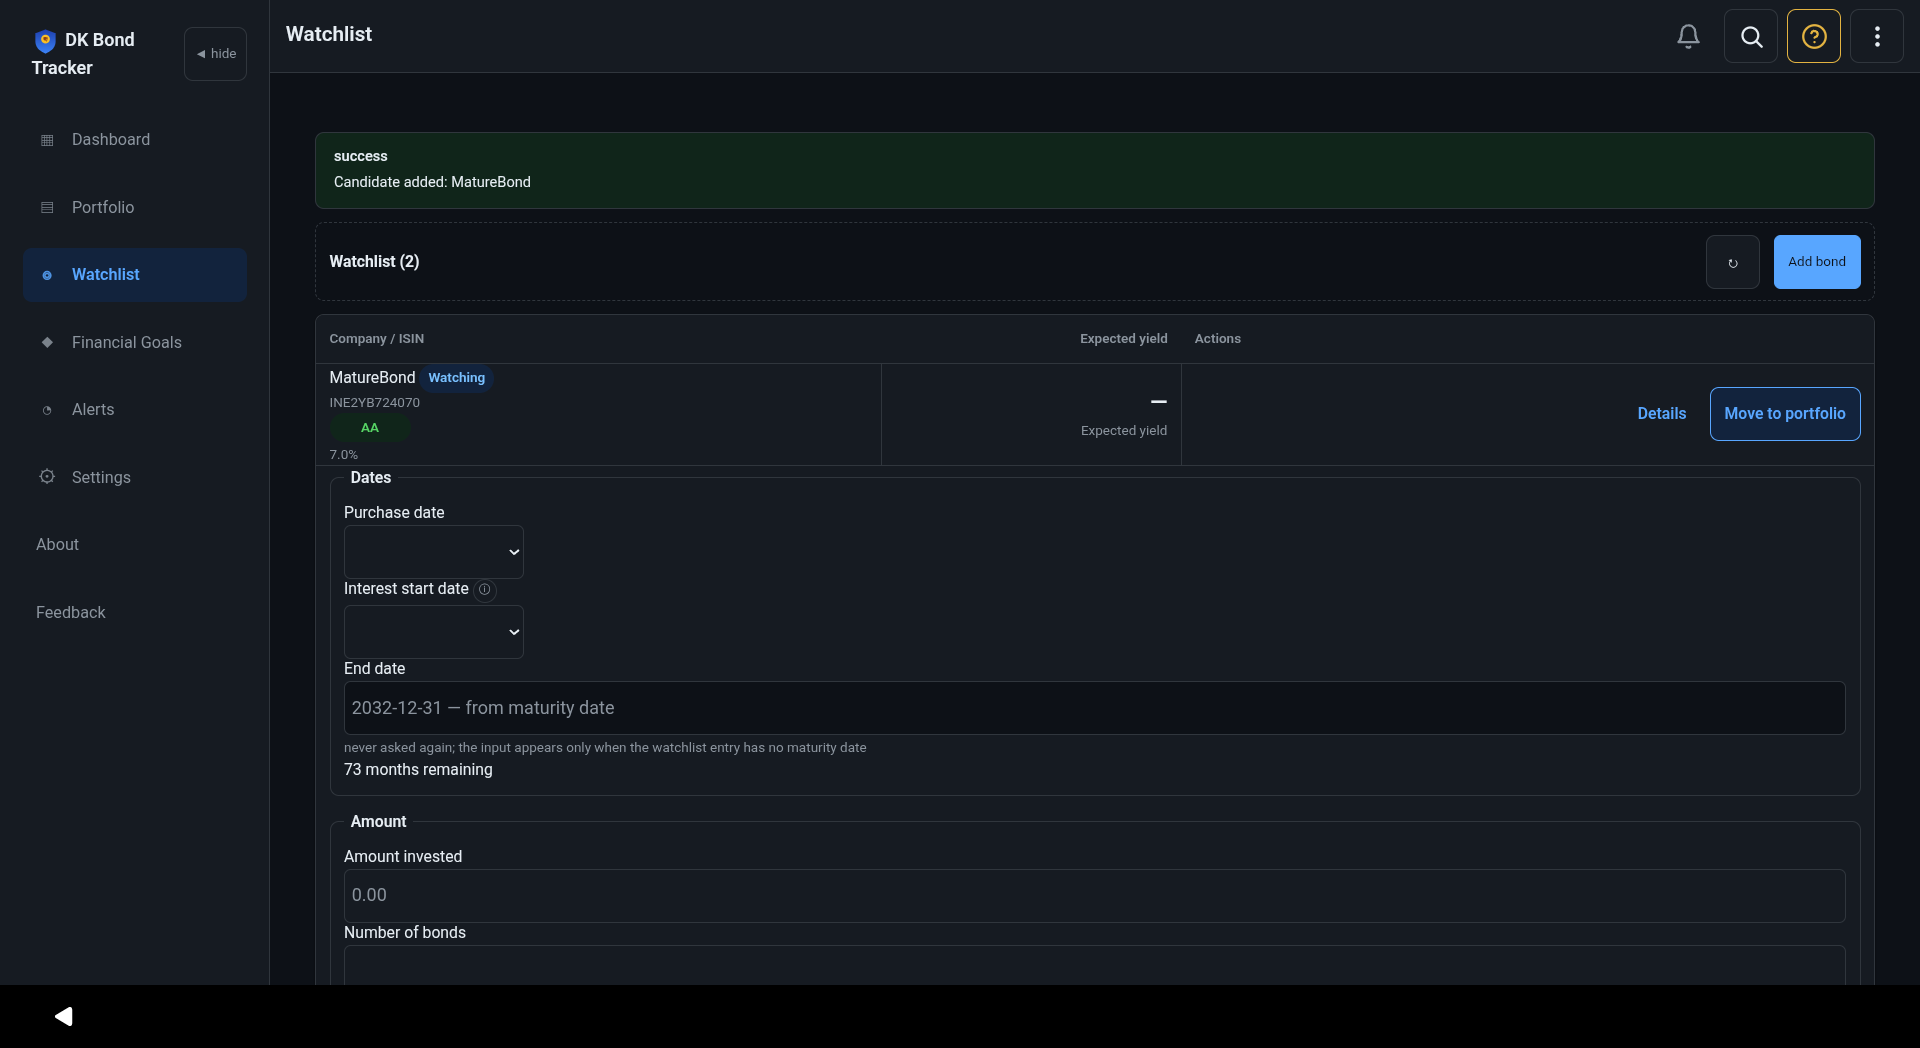 DK Bond
Tracker
◄ hide
Dashboard
Portfolio
Watchlist
Financial Goals
Alerts
Settings
About
Feedback
Watchlist
success
Candidate added: MatureBond
Watchlist (2)
Add bond
Company / ISIN
Expected yield
Actions
MatureBond Watching
INE2YB724070
AA
7.0%
—
Expected yield
Details
Move to portfolio
Dates
Purchase date
Interest start date
End date
2032-12-31 — from maturity date
never asked again; the input appears only when the watchlist entry has no maturity date
73 months remaining
Amount
Amount invested
0.00
Number of bonds